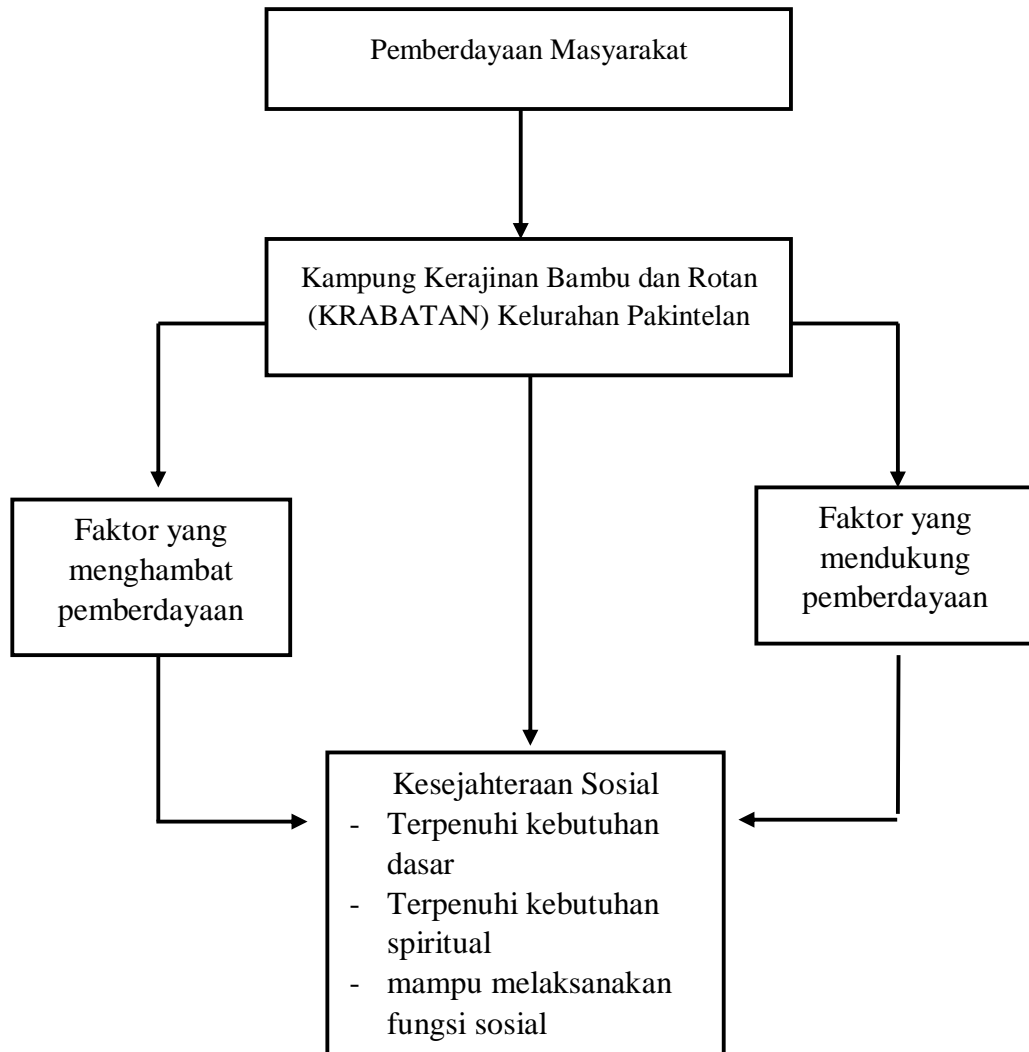 Pemberdayaan Masyarakat
Kampung Kerajinan Bambu dan Rotan
(KRABATAN) Kelurahan Pakintelan
Faktor yang
menghambat
pemberdayaan
Faktor yang
mendukung
pemberdayaan
Kesejahteraan Sosial
- Terpenuhi kebutuhan
dasar
- Terpenuhi kebutuhan
spiritual
- mampu melaksanakan
fungsi sosial